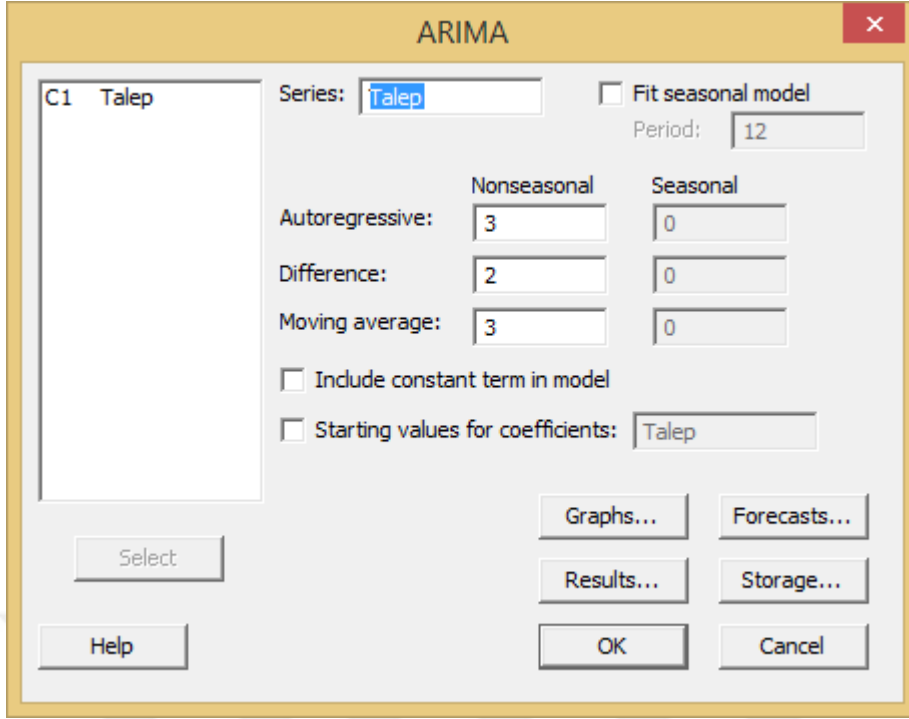 ARIMA
C1 Talep
Series: Talep
Fit seasonal model
Period: 12
Nonseasonal Seasonal
Autoregressive: 3 0
Difference: 2 0
Moving average: 3 0
Include constant term in model
Starting values for coefficients: Talep
Graphs... Forecasts...
Select
Results... Storage...
Help OK Cancel